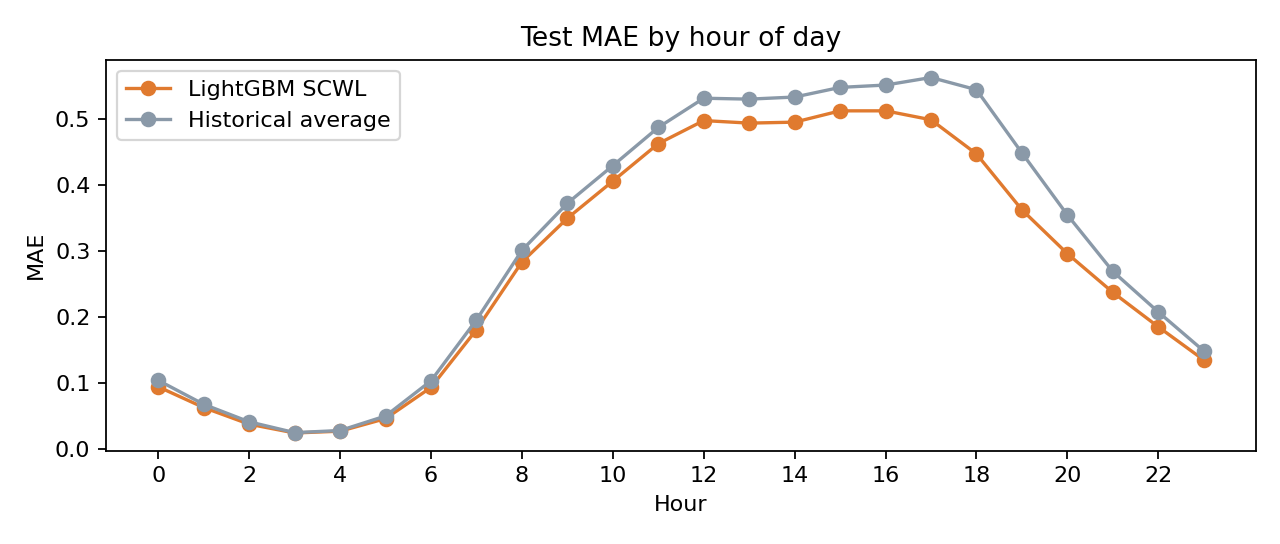 Test MAE by hour of day
LightGBM SCWL
Historical average
MAE
0.5
0.4
0.3
0.2
0.1
0.0
0 2 4 6 8 10 12 14 16 18 20 22
Hour